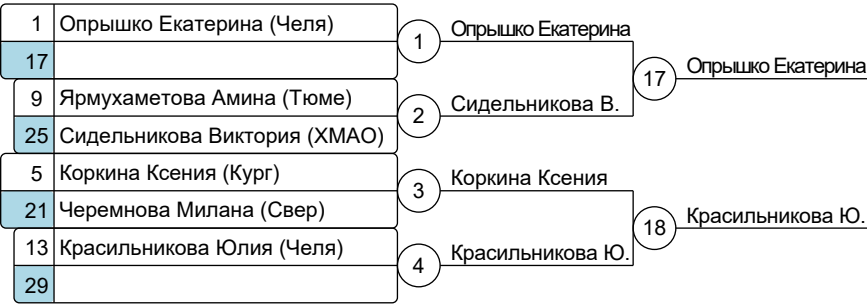 1 Опрышко Екатерина (Челя)
17
9 Ярмухаметова Амина (Тюме)
25 Сидельникова Виктория (ХМАО)
5 Коркина Ксения (Кург)
21 Черемнова Милана (Свер)
13 Красильникова Юлия (Челя)
29
1 Опрышко Екатерина
2 Сидельникова В.
3 Коркина Ксения
4 Красильникова Ю.
17 Опрышко Екатерина
18 Красильникова Ю.